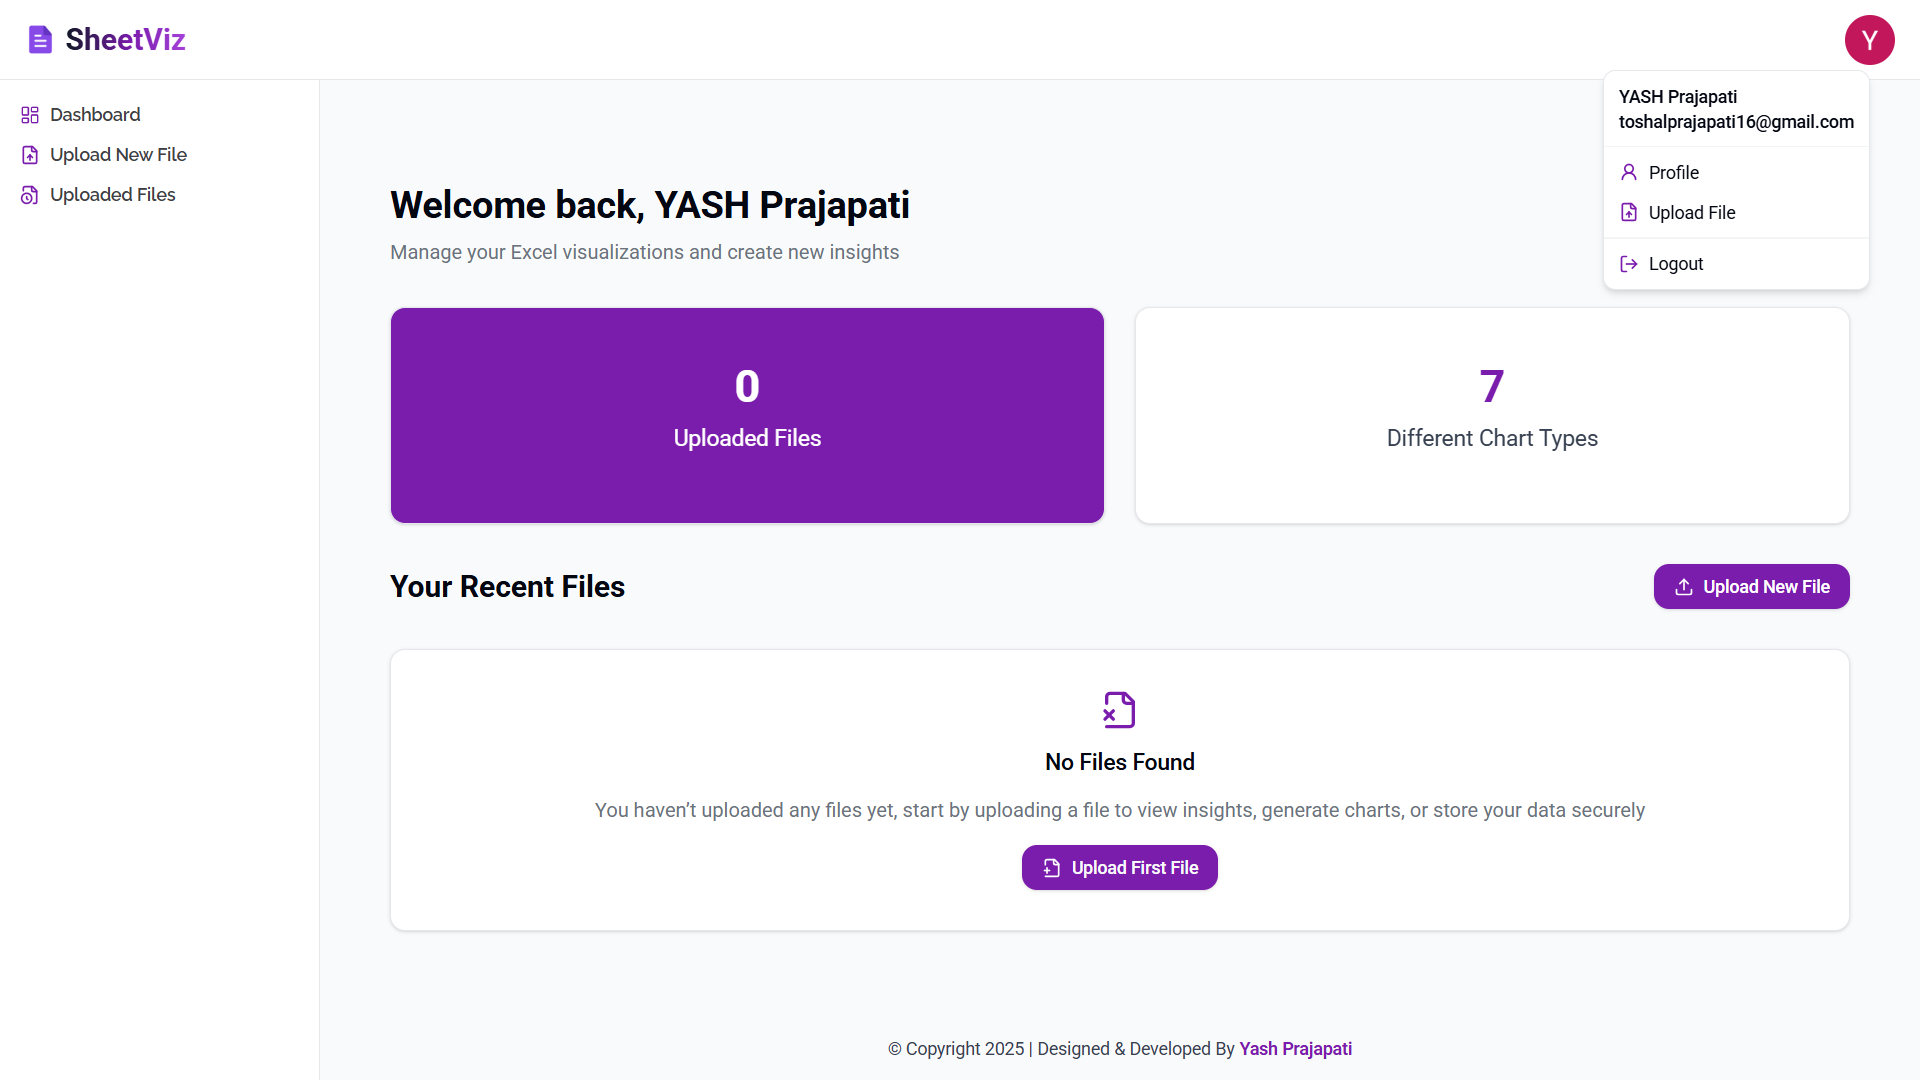 SheetViz
Y
Dashboard
Upload New File
Uploaded Files
YASH Prajapati
toshalprajapati16@gmail.com
Profile
Upload File
Logout
Welcome back, YASH Prajapati
Manage your Excel visualizations and create new insights
0
Uploaded Files
7
Different Chart Types
Your Recent Files
Upload New File
No Files Found
You haven’t uploaded any files yet, start by uploading a file to view insights, generate charts, or store your data securely
Upload First File
© Copyright 2025 | Designed & Developed By Yash Prajapati